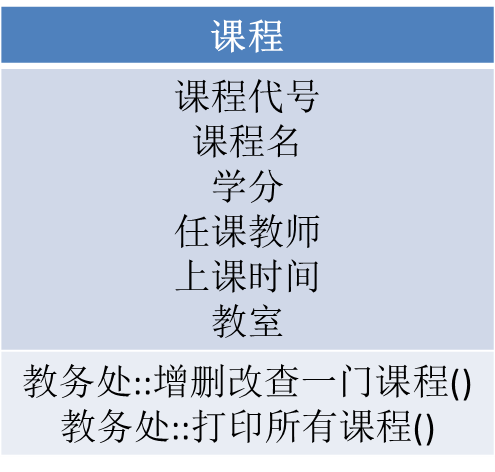 课程
课程代号
课程名
学分
任课教师
上课时间
教室
教务处::增删改查一门课程()
教务处::打印所有课程()